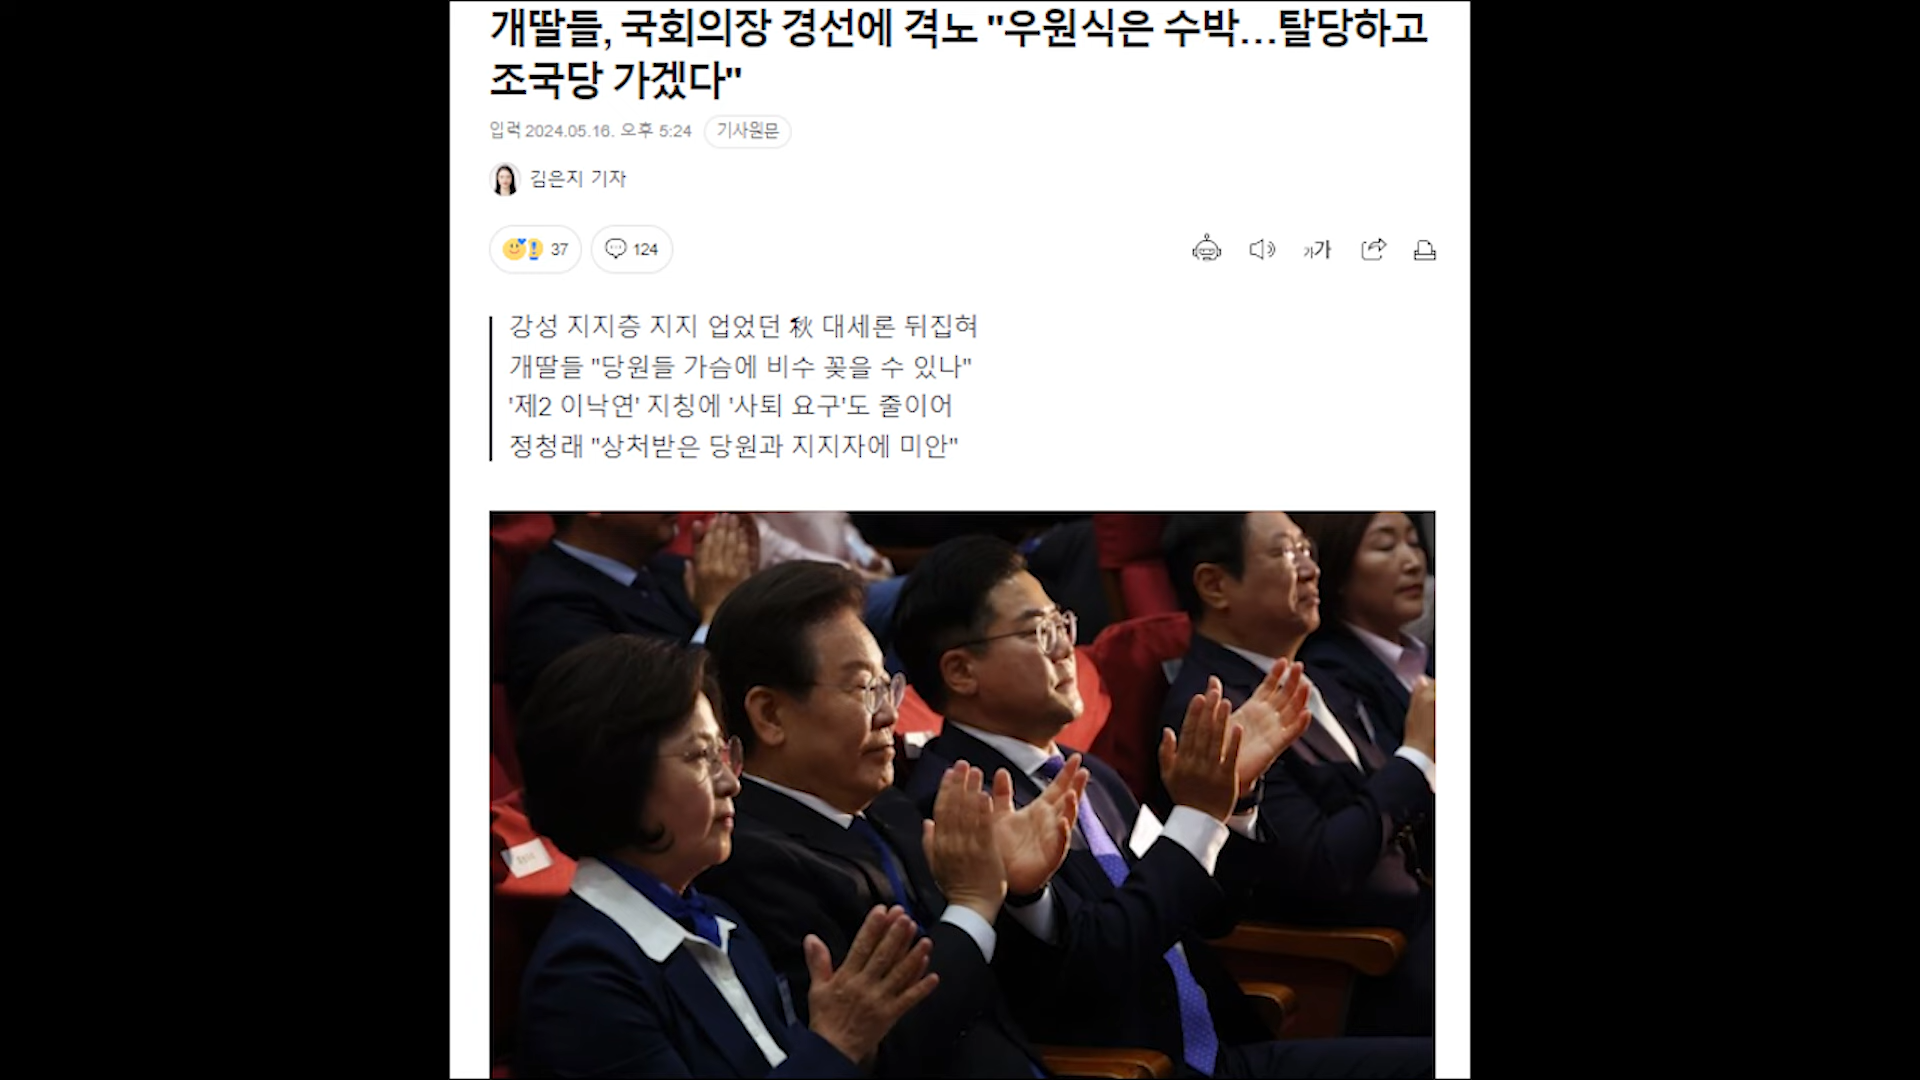 개딸들, 국회의장 경선에 격노 "우원식은 수박…탈당하고
조국당 가겠다"
입력 2024.05.16. 오후 5:24 기사원문
김은지 기자
37 124 가가
강성 지지층 지지 업었던 秋 대세론 뒤집혀
개딸들 "당원들 가슴에 비수 꽂을 수 있나"
'제2 이낙연' 지칭에 '사퇴 요구'도 줄이어
정청래 "상처받은 당원과 지지자에 미안"